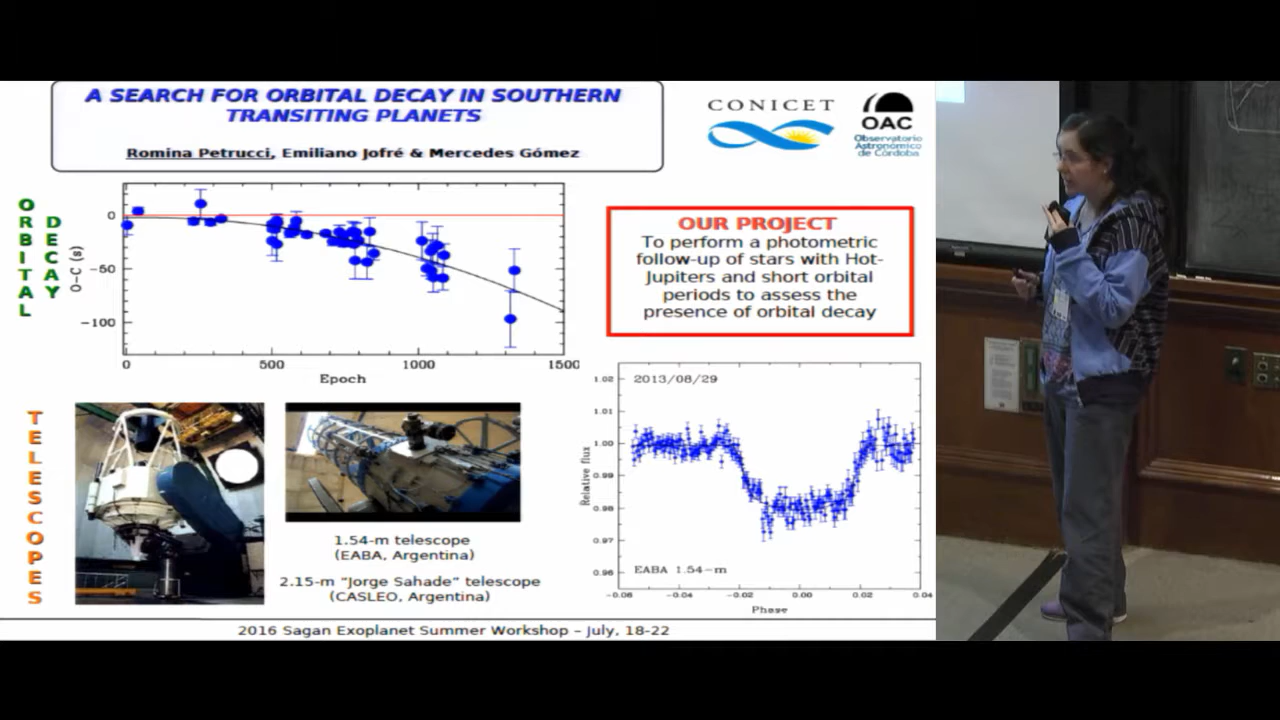 A SEARCH FOR ORBITAL DECAY IN SOUTHERN
TRANSITING PLANETS
Romina Petrucci, Emiliano Jofré & Mercedes Gómez
CONICET
OAC
Observatorio
Astronómico
de Córdoba
ORBITAL
DECAY
O-C (s)
0
-50
-100
0 500 1000 1500
Epoch
OUR PROJECT
To perform a photometric
follow-up of stars with Hot-
Jupiters and short orbital
periods to assess the
presence of orbital decay
TELESCOPES
1.54-m telescope
(EABA, Argentina)
2.15-m "Jorge Sahade" telescope
(CASLEO, Argentina)
2013/08/29
Relative flux
1.02
1.01
1.00
0.99
0.98
0.97
0.96
EABA 1.54-m
-0.06 -0.04 -0.02 0.00 0.02 0.04
Phase
2016 Sagan Exoplanet Summer Workshop – July, 18-22